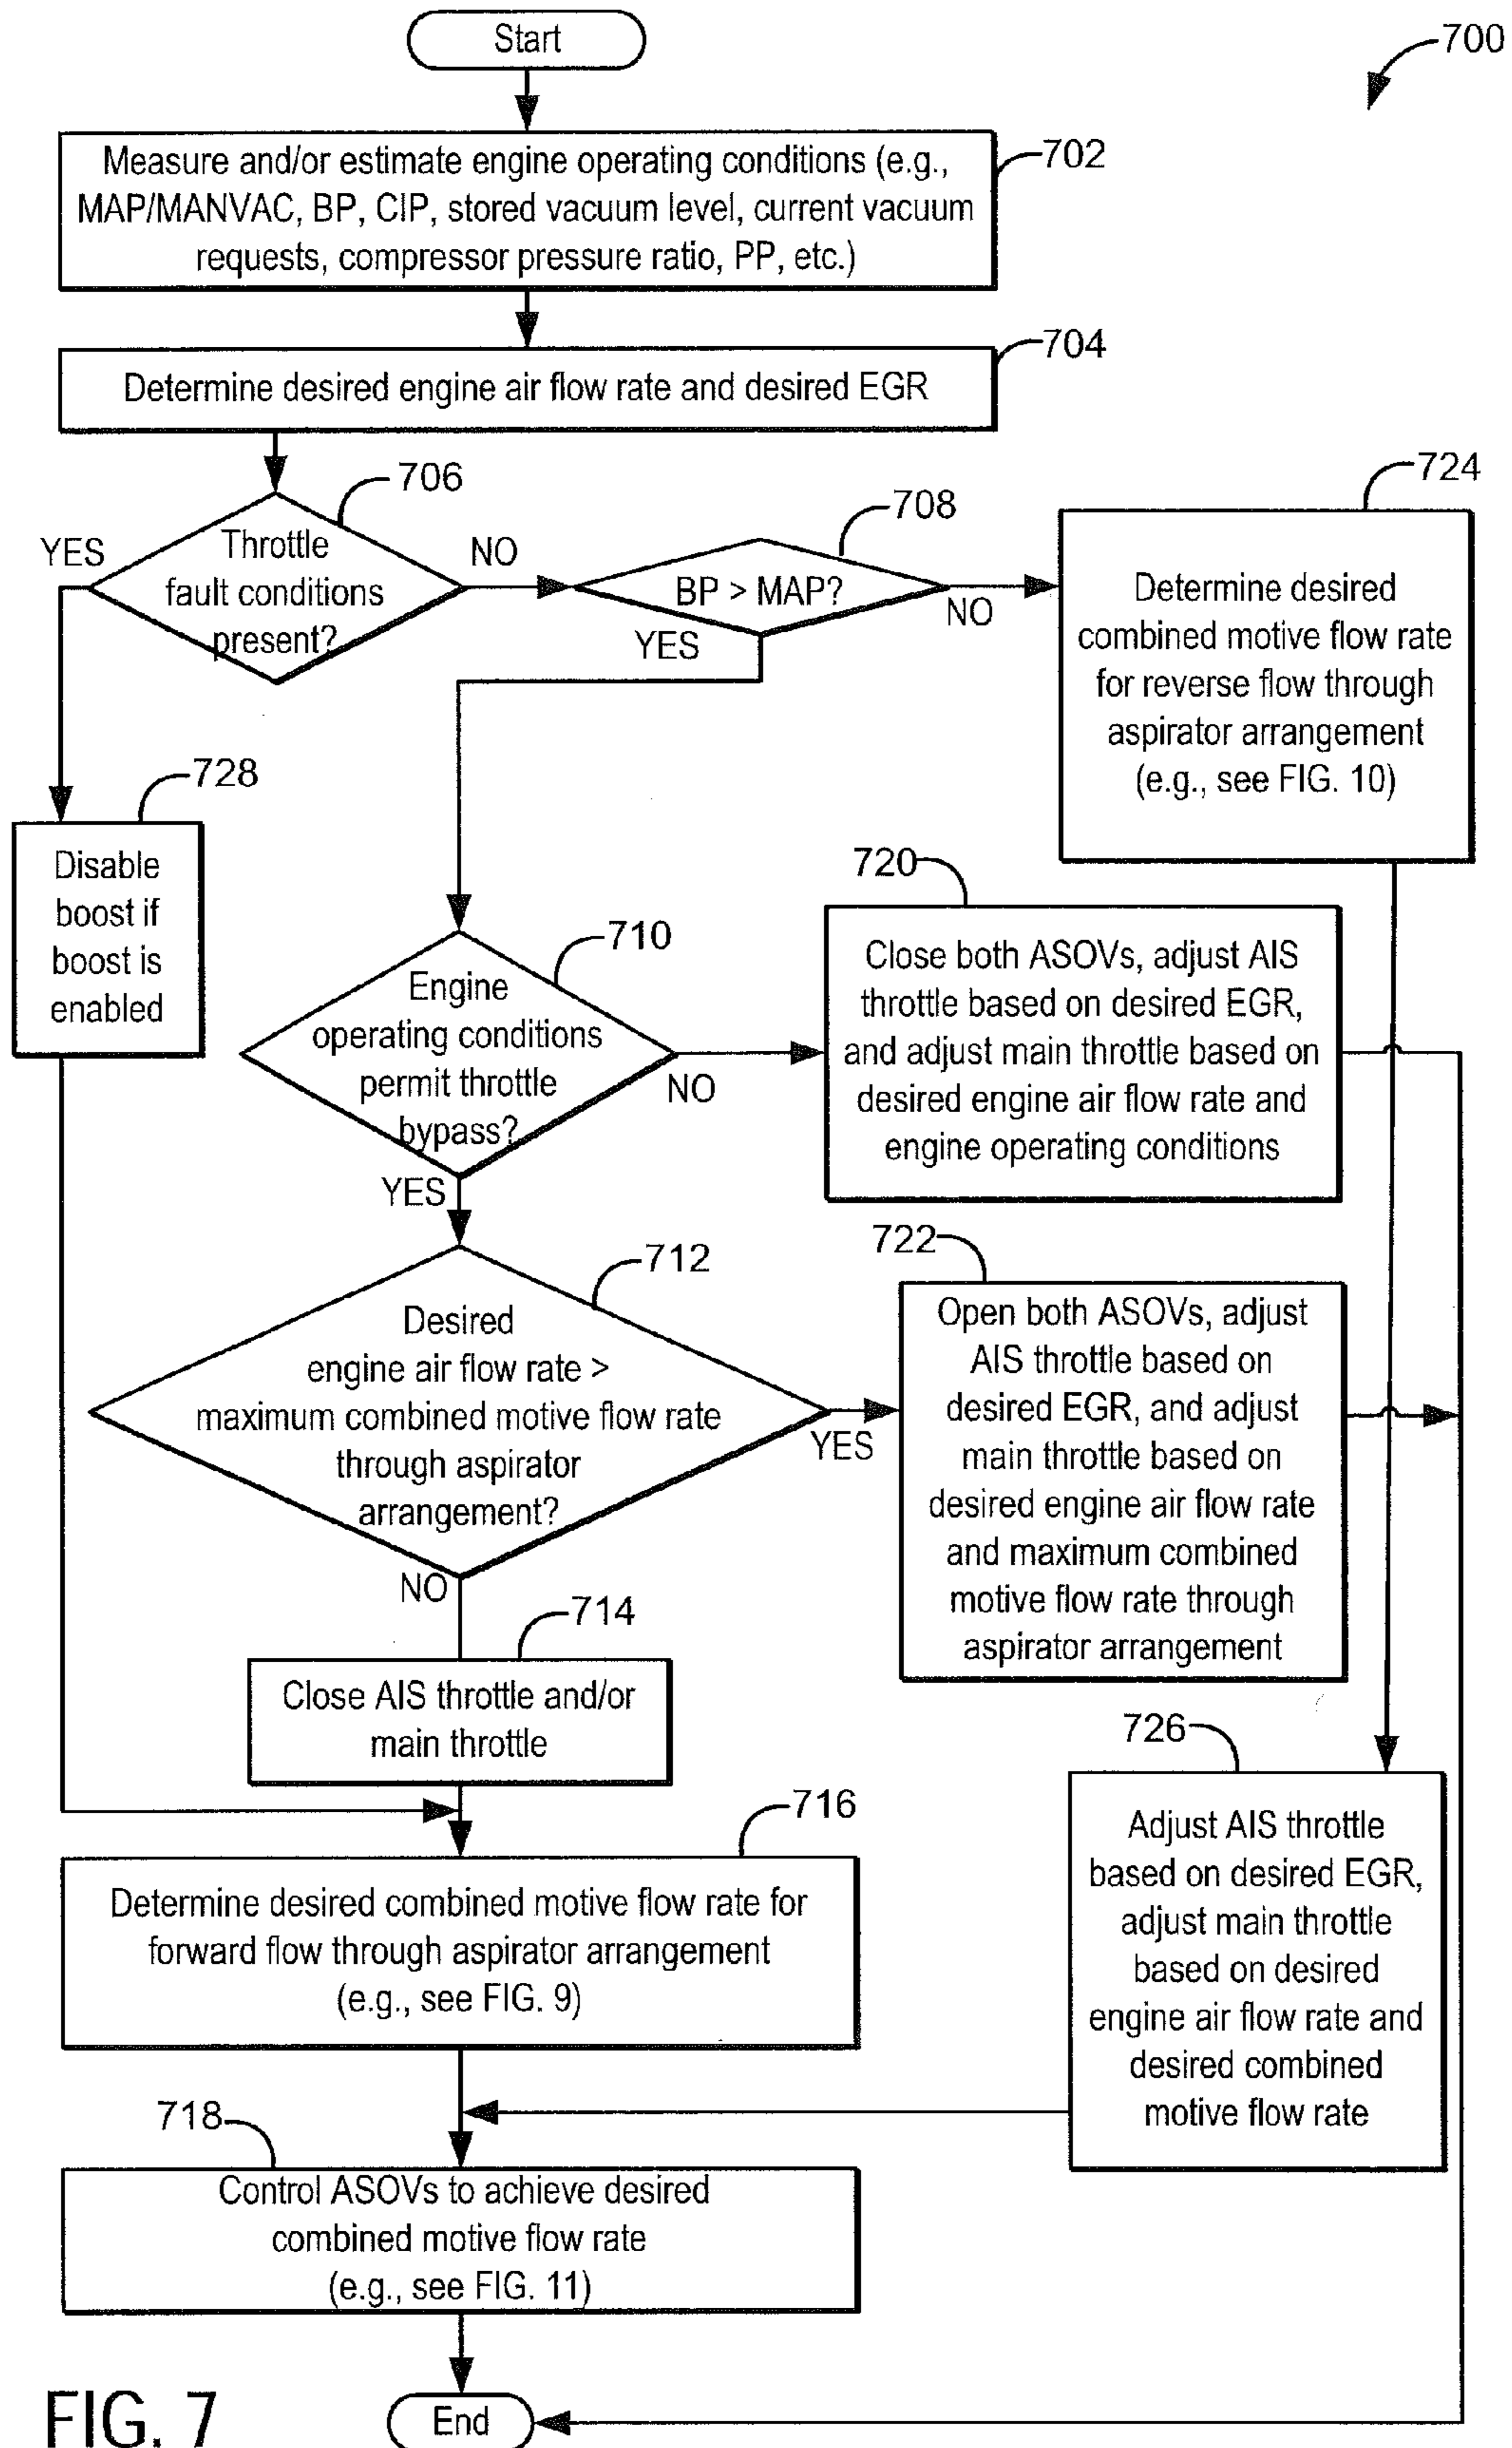 Start
700
Measure and/or estimate engine operating conditions (e.g.,
MAP/MANVAC, BP, CIP, stored vacuum level, current vacuum
requests, compressor pressure ratio, PP, etc.)
702
Determine desired engine air flow rate and desired EGR
704
706
Throttle
fault conditions
present?
YES
NO
708
BP > MAP?
YES
NO
724
Determine desired
combined motive flow rate
for reverse flow through
aspirator arrangement
(e.g., see FIG. 10)
728
Disable
boost if
boost is
enabled
710
Engine
operating conditions
permit throttle
bypass?
NO
YES
720
Close both ASOVs, adjust AIS
throttle based on desired EGR,
and adjust main throttle based on
desired engine air flow rate and
engine operating conditions
712
Desired
engine air flow rate >
maximum combined motive flow rate
through aspirator
arrangement?
YES
NO
722
Open both ASOVs, adjust
AIS throttle based on
desired EGR, and adjust
main throttle based on
desired engine air flow rate
and maximum combined
motive flow rate through
aspirator arrangement
714
Close AIS throttle and/or
main throttle
716
Determine desired combined motive flow rate for
forward flow through aspirator arrangement
(e.g., see FIG. 9)
726
Adjust AIS throttle
based on desired EGR,
adjust main throttle
based on desired
engine air flow rate and
desired combined
motive flow rate
718
Control ASOVs to achieve desired
combined motive flow rate
(e.g., see FIG. 11)
End
FIG. 7